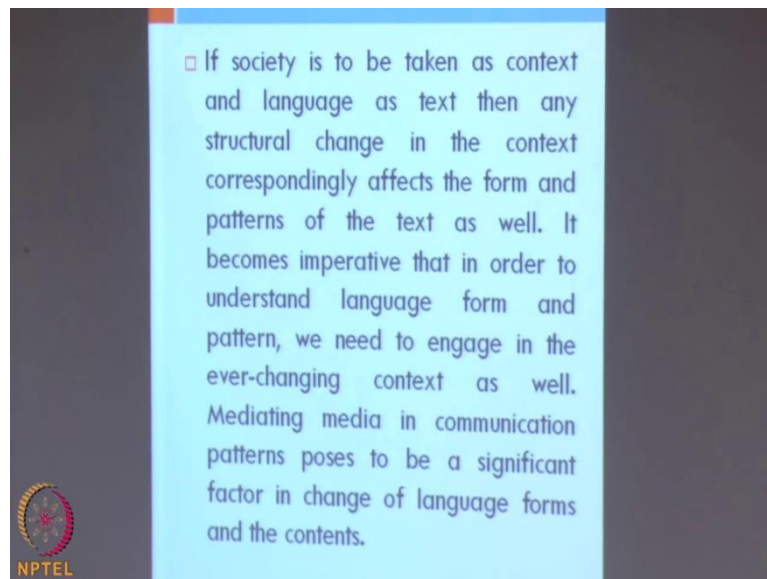 If society is to be taken as context
and language as text then any
structural change in the context
correspondingly affects the form and
patterns of the text as well. It
becomes imperative that in order to
understand language form and
pattern, we need to engage in the
ever-changing context as well.
Mediating media in communication
patterns poses to be a significant
factor in change of language forms
and the contents.
NPTEL